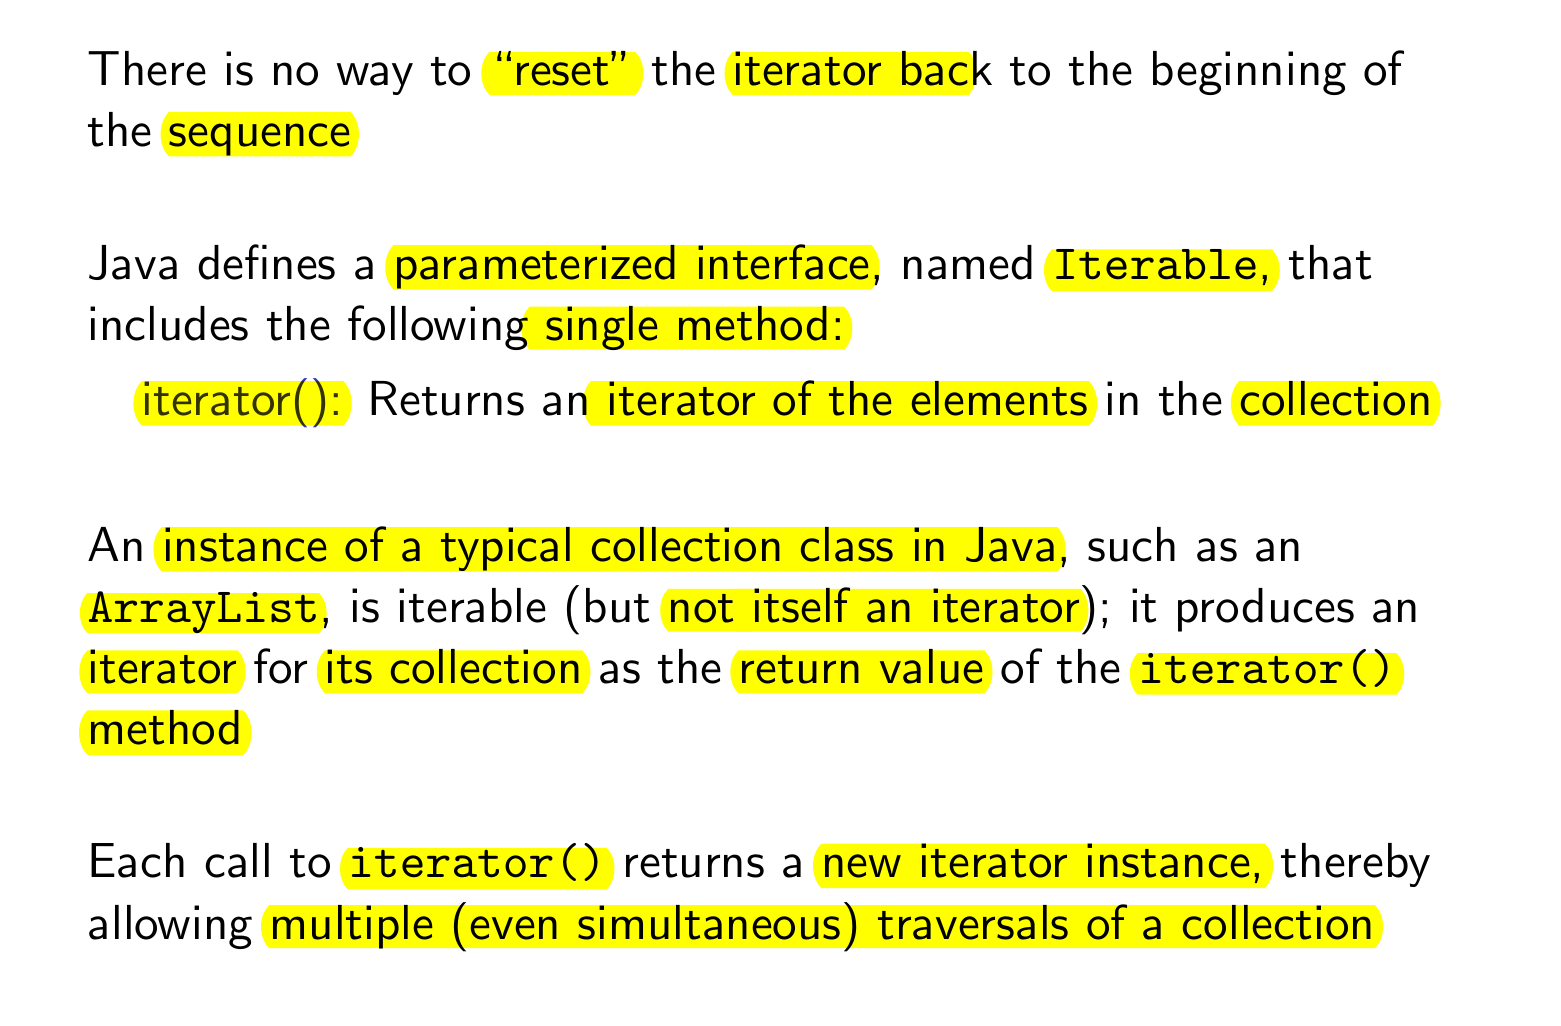 There is no way to “reset” the iterator back to the beginning of
the sequence
Java defines a parameterized interface, named Iterable, that
includes the following single method:
iterator(): Returns an iterator of the elements in the collection
An instance of a typical collection class in Java, such as an
ArrayList, is iterable (but not itself an iterator); it produces an
iterator for its collection as the return value of the iterator()
method
Each call to iterator() returns a new iterator instance, thereby
allowing multiple (even simultaneous) traversals of a collection